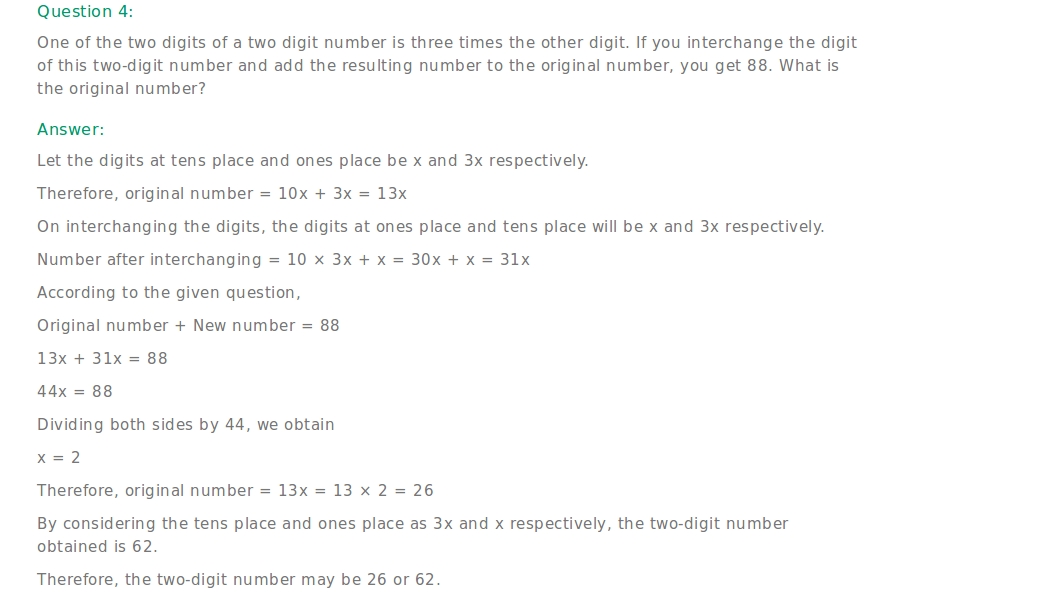 Question 4:
One of the two digits of a two digit number is three times the other digit. If you interchange the digit
of this two-digit number and add the resulting number to the original number, you get 88. What is
the original number?
Answer:
Let the digits at tens place and ones place be x and 3x respectively.
Therefore, original number = 10x + 3x = 13x
On interchanging the digits, the digits at ones place and tens place will be x and 3x respectively.
Number after interchanging = 10 × 3x + x = 30x + x = 31x
According to the given question,
Original number + New number = 88
13x + 31x = 88
44x = 88
Dividing both sides by 44, we obtain
x = 2
Therefore, original number = 13x = 13 × 2 = 26
By considering the tens place and ones place as 3x and x respectively, the two-digit number
obtained is 62.
Therefore, the two-digit number may be 26 or 62.